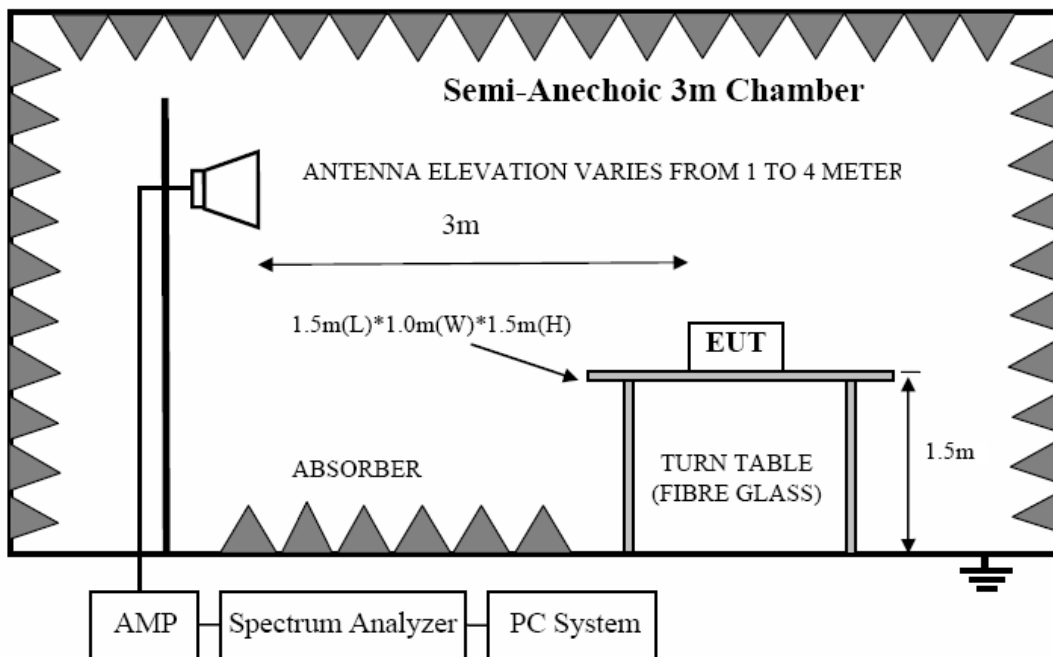 Semi-Anechoic 3m Chamber
ANTENNA ELEVATION VARIES FROM 1 TO 4 METER
3m
1.5m(L)*1.0m(W)*1.5m(H)
EUT
1.5m
ABSORBER
TURN TABLE
(FIBRE GLASS)
AMP
Spectrum Analyzer
PC System